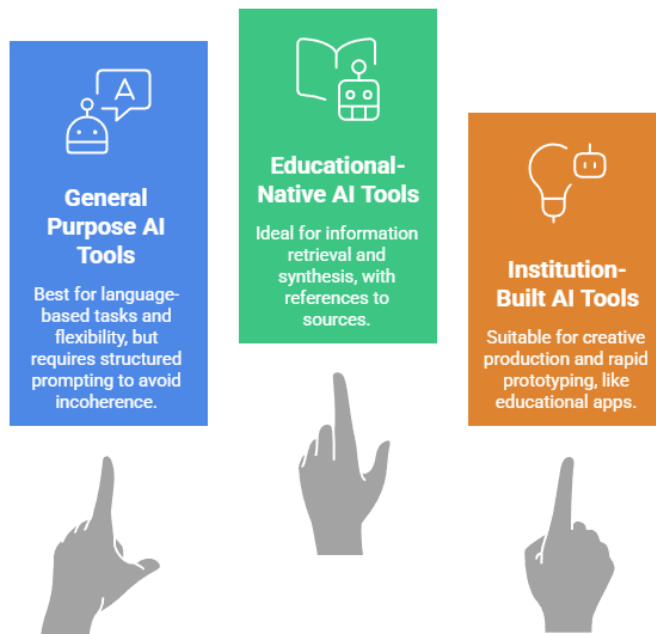 A
General
Purpose AI
Tools
Best for language-
based tasks and
flexibility, but
requires structured
prompting to avoid
incoherence.
Educational-
Native AI Tools
Ideal for information
retrieval and
synthesis, with
references to
sources.
Institution-
Built AI Tools
Suitable for creative
production and rapid
prototyping, like
educational apps.